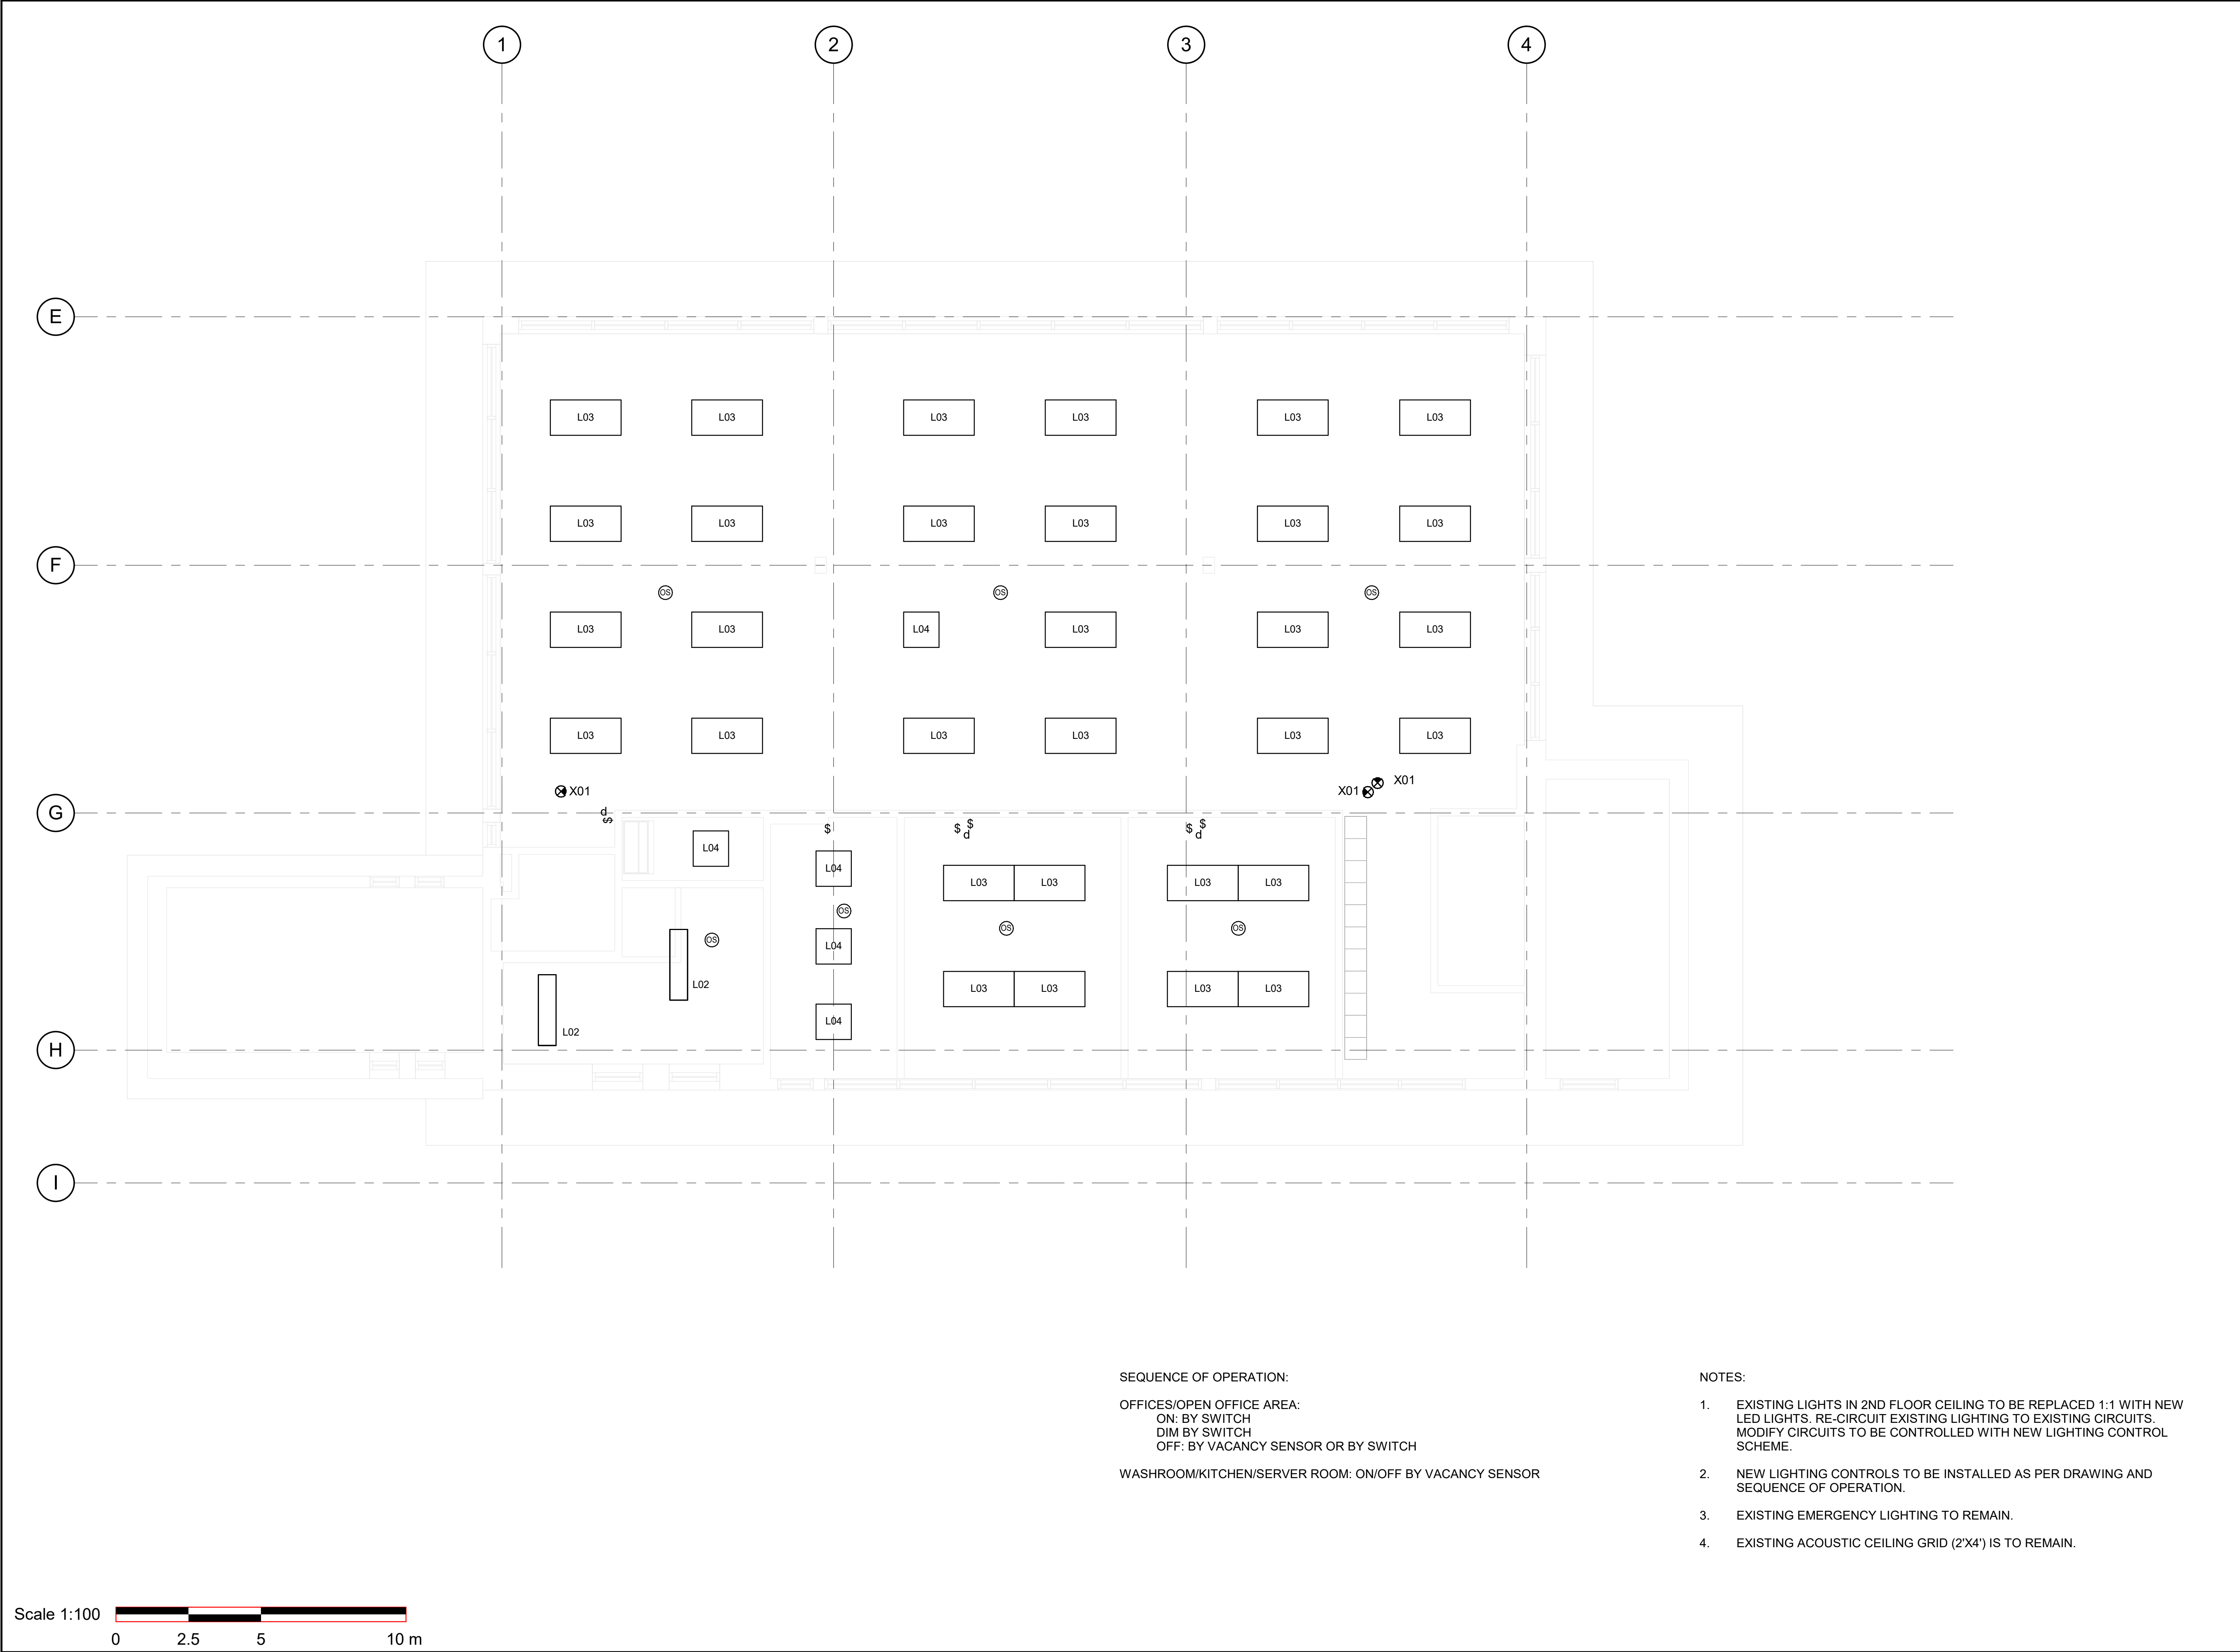 1 2 3 4
E
L03 L03 L03 L03 L03 L03
L03 L03 L03 L03 L03 L03
F
OS OS OS
L03 L03 L04 L03 L03 L03
L03 L03 L03 L03 L03 L03
X01 X01 X01
G
d $
$ $ $ d $ $ d
L04 L04 L03 L03 L03 L03
OS OS OS OS
L04
L02 L03 L03 L03 L03
L04
L02
H
I
SEQUENCE OF OPERATION:
OFFICES/OPEN OFFICE AREA:
ON: BY SWITCH
DIM BY SWITCH
OFF: BY VACANCY SENSOR OR BY SWITCH
WASHROOM/KITCHEN/SERVER ROOM: ON/OFF BY VACANCY SENSOR
NOTES:
1. EXISTING LIGHTS IN 2ND FLOOR CEILING TO BE REPLACED 1:1 WITH NEW
LED LIGHTS. RE-CIRCUIT EXISTING LIGHTING TO EXISTING CIRCUITS.
MODIFY CIRCUITS TO BE CONTROLLED WITH NEW LIGHTING CONTROL
SCHEME.
2. NEW LIGHTING CONTROLS TO BE INSTALLED AS PER DRAWING AND
SEQUENCE OF OPERATION.
3. EXISTING EMERGENCY LIGHTING TO REMAIN.
4. EXISTING ACOUSTIC CEILING GRID (2'X4') IS TO REMAIN.
Scale 1:100
0 2.5 5 10 m